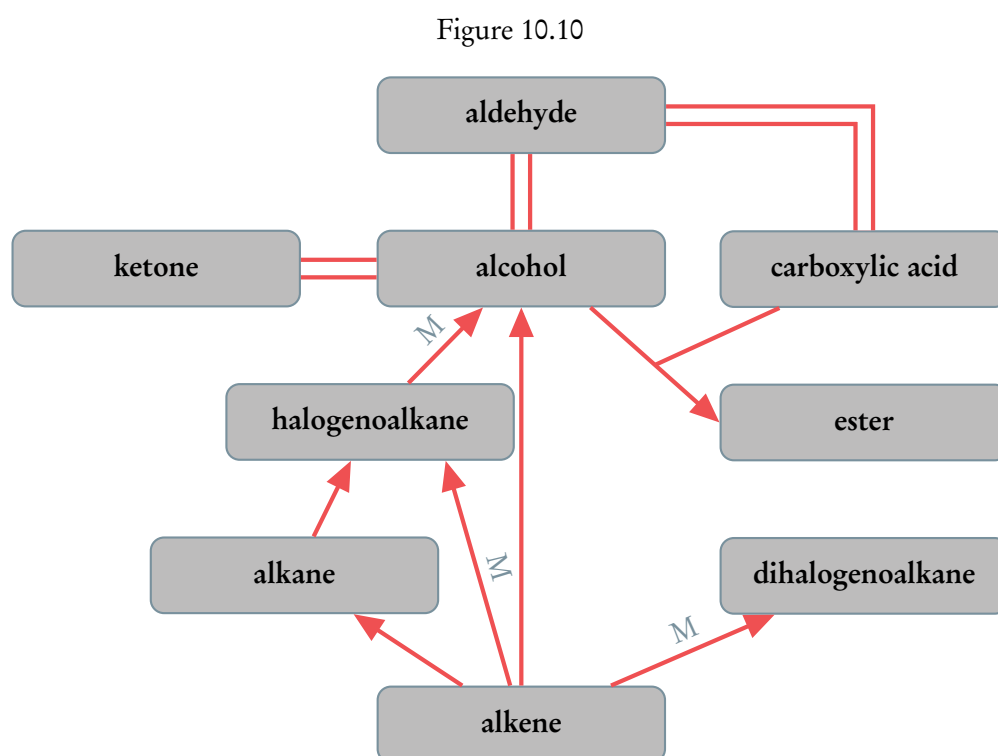 Figure 10.10
aldehyde
ketone
alcohol
carboxylic acid
M
halogenoalkane
ester
M
alkane
dihalogenoalkane
M
alkene